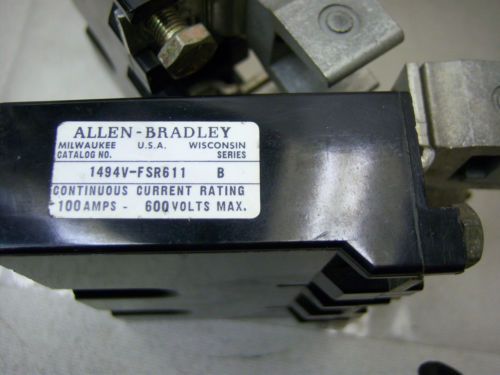 ALLEN-BRADLEY
MILWAUKEE U.S.A. WISCONSIN
CATALOG NO. SERIES
1494V-FSR611 B
CONTINUOUS CURRENT RATING
100 AMPS - 600 VOLTS MAX.